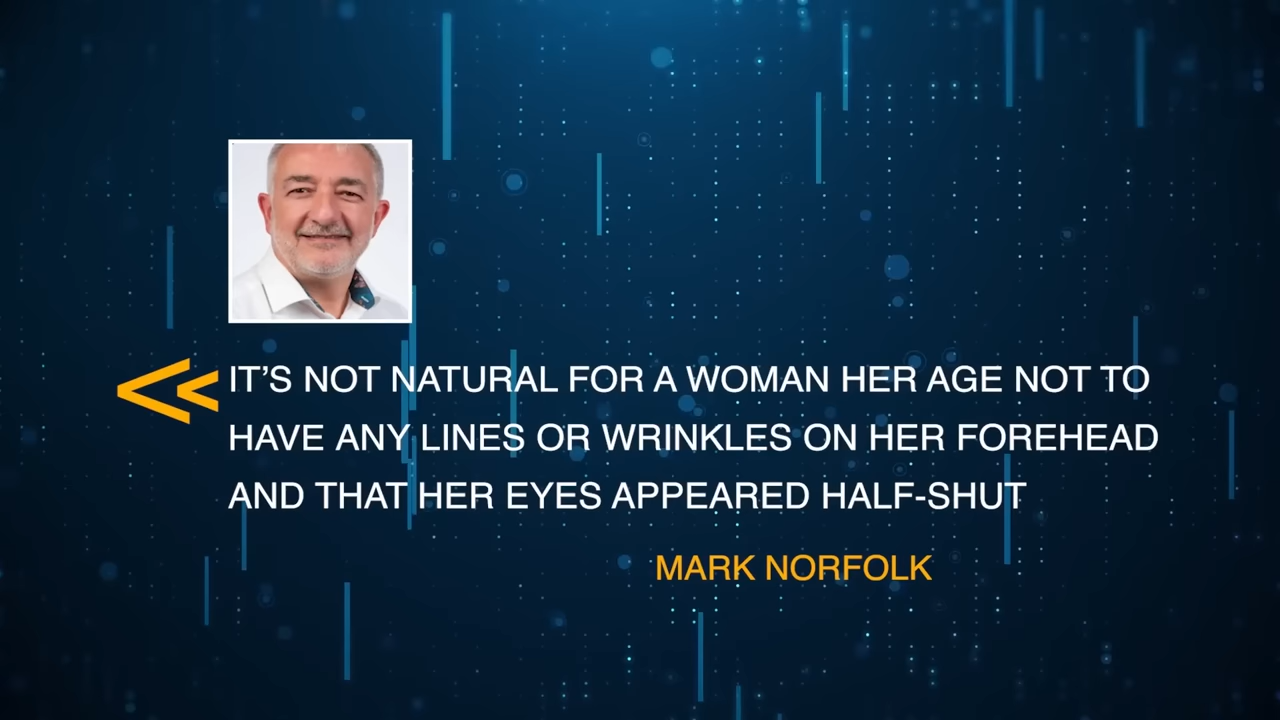 IT’S NOT NATURAL FOR A WOMAN HER AGE NOT TO
HAVE ANY LINES OR WRINKLES ON HER FOREHEAD
AND THAT HER EYES APPEARED HALF-SHUT
MARK NORFOLK